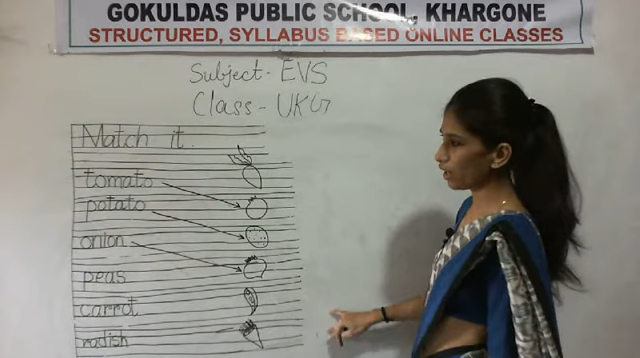 GOKULDAS PUBLIC SCHOOL, KHARGONE
STRUCTURED, SYLLABUS BASED ONLINE CLASSES
Subject- EVS
Class- UKG
Match it.
tomato
potato
onion
peas
carrot
radish